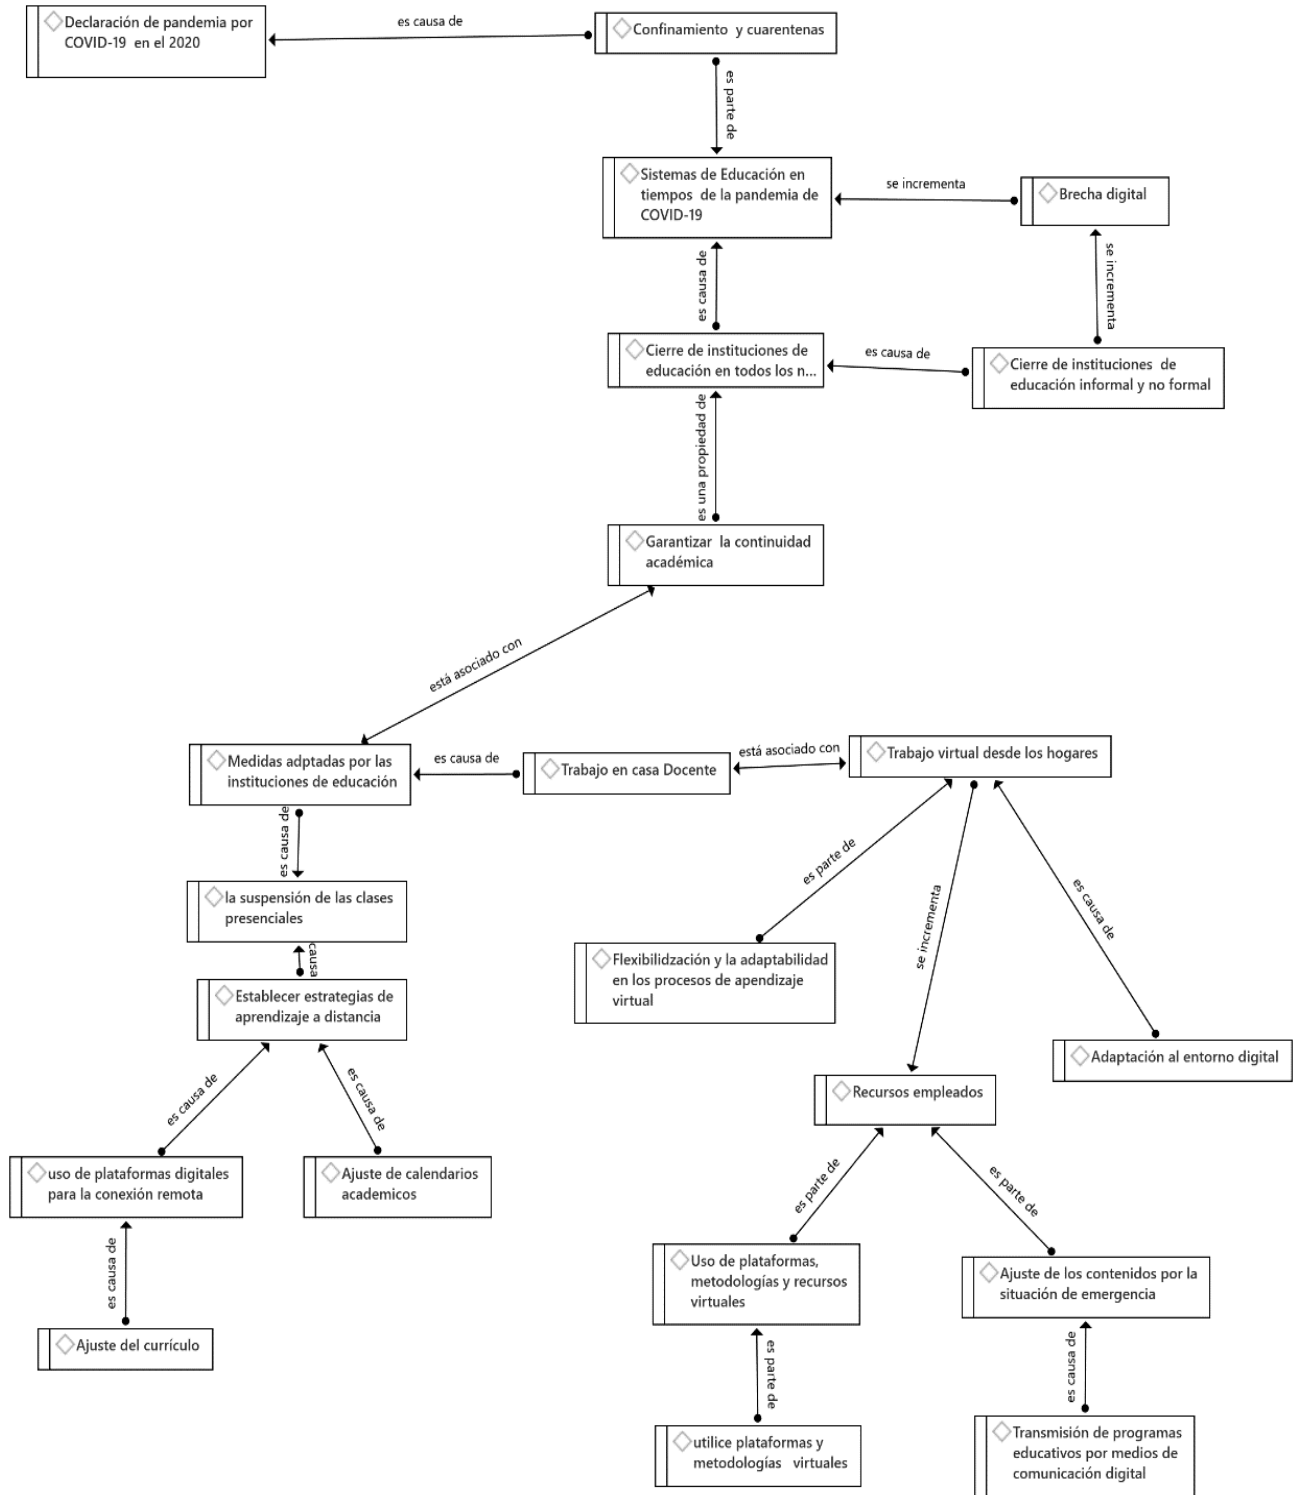 Declaración de pandemia por
COVID-19 en el 2020
es causa de
Confinamiento y cuarentenas
es parte de
Sistemas de Educación en
tiempos de la pandemia de
COVID-19
se incrementa
Brecha digital
es causa de
se incrementa
Cierre de instituciones de
educación en todos los n...
es causa de
Cierre de instituciones de
educación informal y no formal
es una propiedad de
Garantizar la continuidad
académica
está asociado con
Medidas adptadas por las
instituciones de educación
es causa de
Trabajo en casa Docente
está asociado con
Trabajo virtual desde los hogares
es causa de
es parte de
se incrementa
es causa de
la suspensión de las clases
presenciales
causa
Establecer estrategias de
aprendizaje a distancia
Flexibilidzación y la adaptabilidad
en los procesos de apendizaje
virtual
Adaptación al entorno digital
Recursos empleados
es causa de
es causa de
uso de plataformas digitales
para la conexión remota
Ajuste de calendarios
academicos
es parte de
es parte de
es causa de
Uso de plataformas,
metodologías y recursos
virtuales
Ajuste de los contenidos por la
situación de emergencia
Ajuste del currículo
es parte de
es causa de
utilice plataformas y
metodologías virtuales
Transmisión de programas
educativos por medios de
comunicación digital